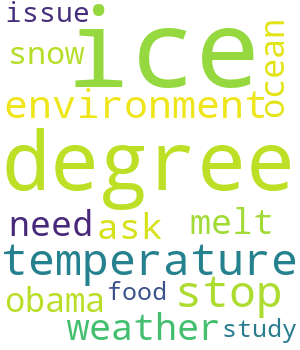 issue
ice
snow
ocean
environment
degree
need
ask
melt
temperature
obama
food
stop
weather
study